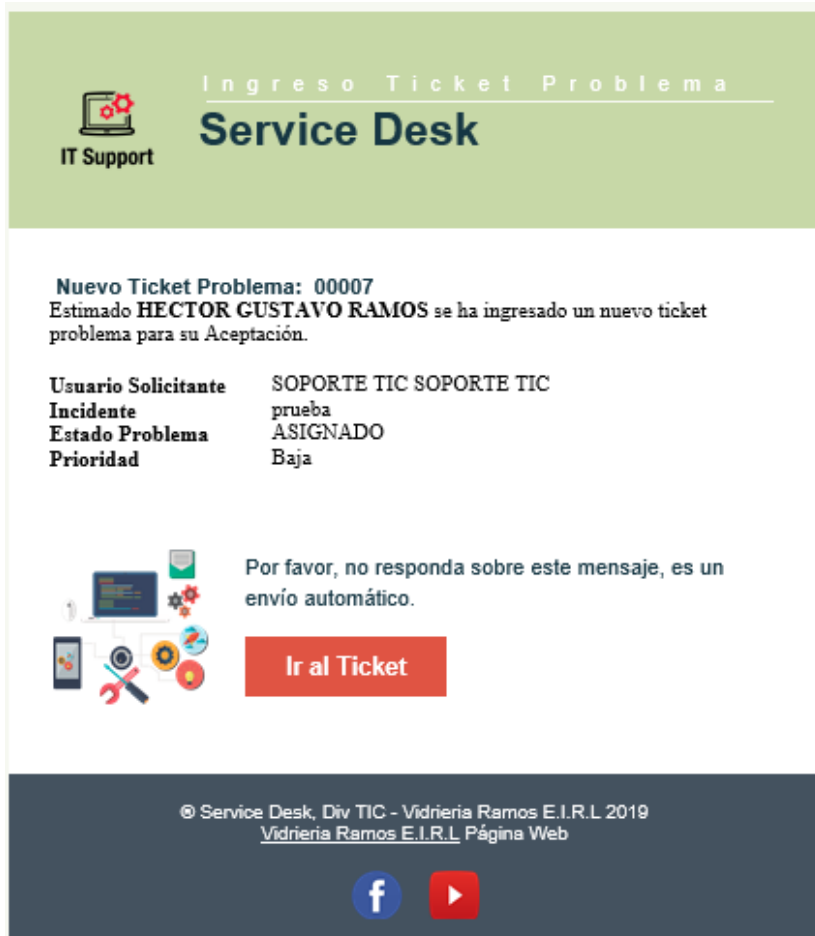 Ingreso Ticket Problema
Service Desk
IT Support
Nuevo Ticket Problema: 00007
Estimado HECTOR GUSTAVO RAMOS se ha ingresado un nuevo ticket
problema para su Aceptación.
Usuario Solicitante SOPORTE TIC SOPORTE TIC
Incidente prueba
Estado Problema ASIGNADO
Prioridad Baja
Por favor, no responda sobre este mensaje, es un
envío automático.
Ir al Ticket
® Service Desk, Div TIC - Vidrieria Ramos E.I.R.L 2019
Vidrieria Ramos E.I.R.L Página Web